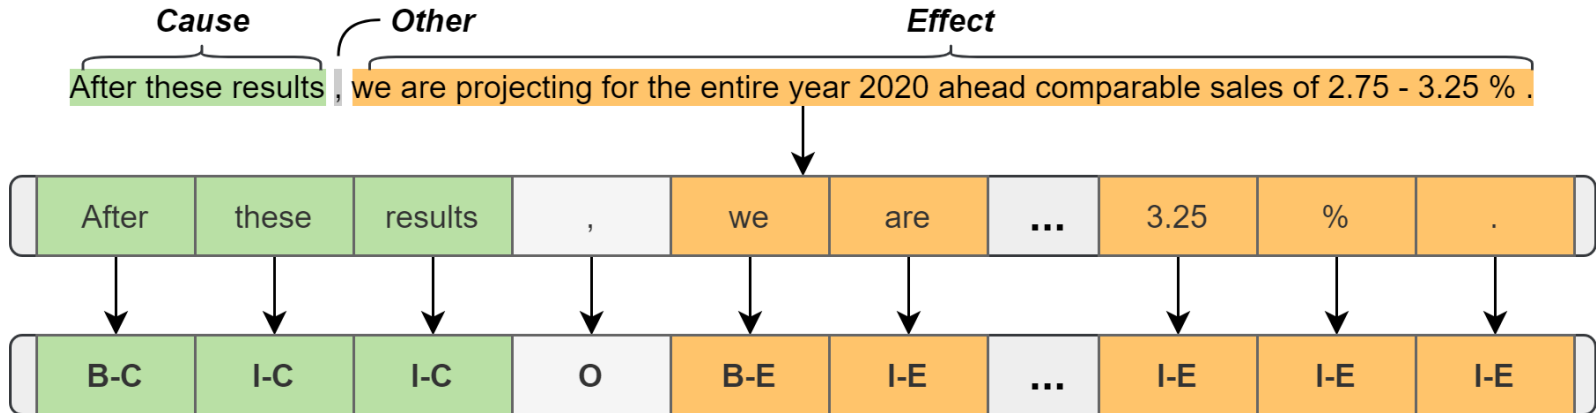 Cause Other Effect
After these results , we are projecting for the entire year 2020 ahead comparable sales of 2.75 - 3.25 % .
After these results , we are ... 3.25 % .
B-C I-C I-C O B-E I-E ... I-E I-E I-E